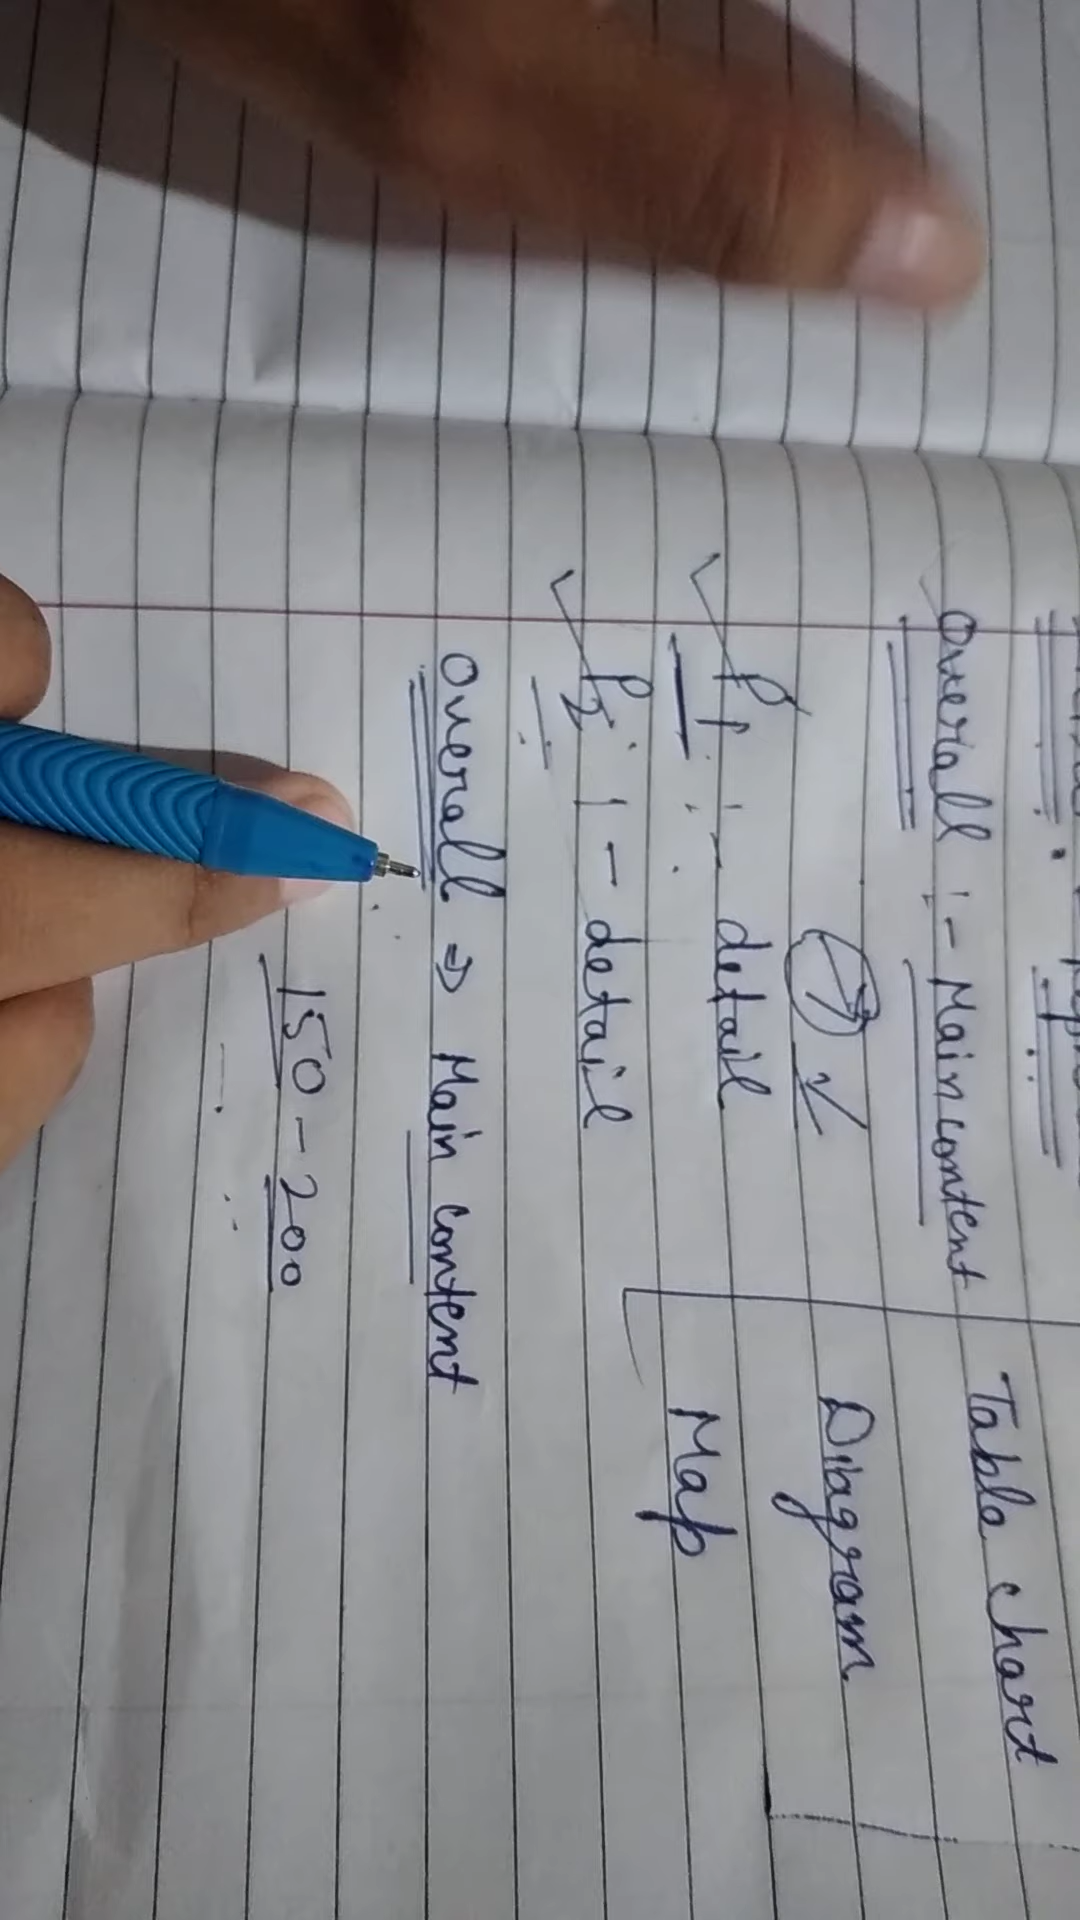 Overall :- Main content
Table chart
Diagram
P1 :- detail
Map
P2 :- detail
Overall ⇒ Main content
150 - 200